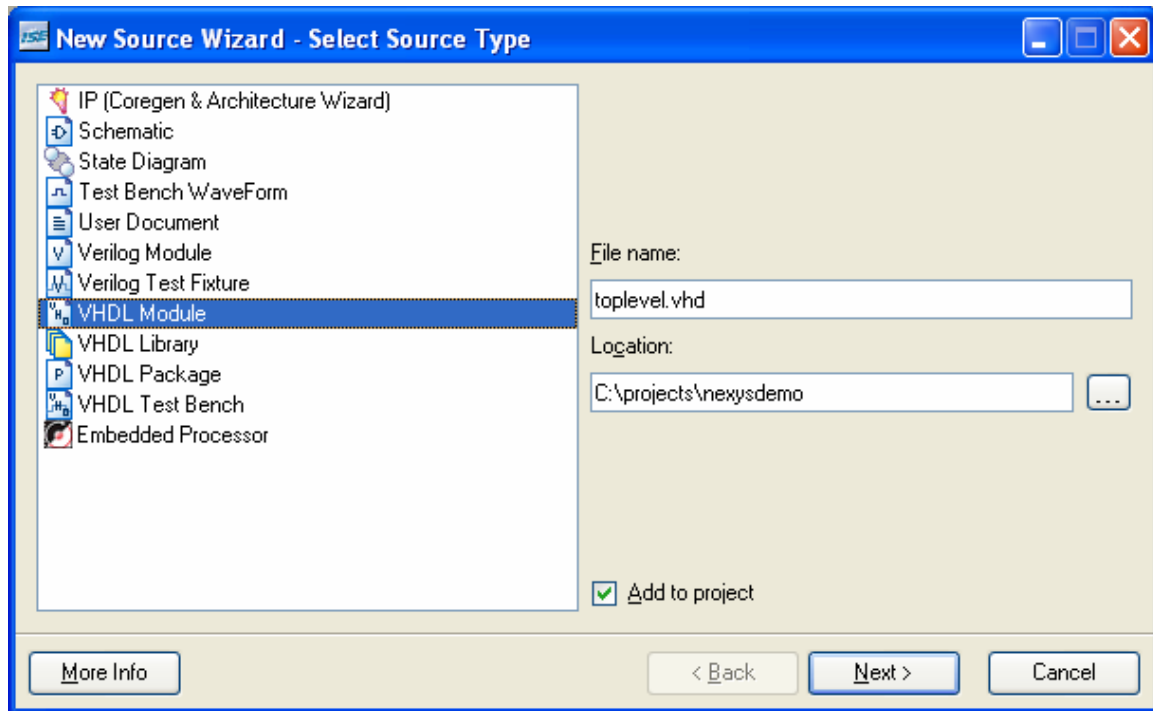 ISE New Source Wizard - Select Source Type
IP (Coregen & Architecture Wizard)
Schematic
State Diagram
Test Bench WaveForm
User Document
Verilog Module
Verilog Test Fixture
VHDL Module
VHDL Library
VHDL Package
VHDL Test Bench
Embedded Processor
File name:
toplevel.vhd
Location:
C:\projects\nexysdemo
...
Add to project
More Info
< Back
Next >
Cancel